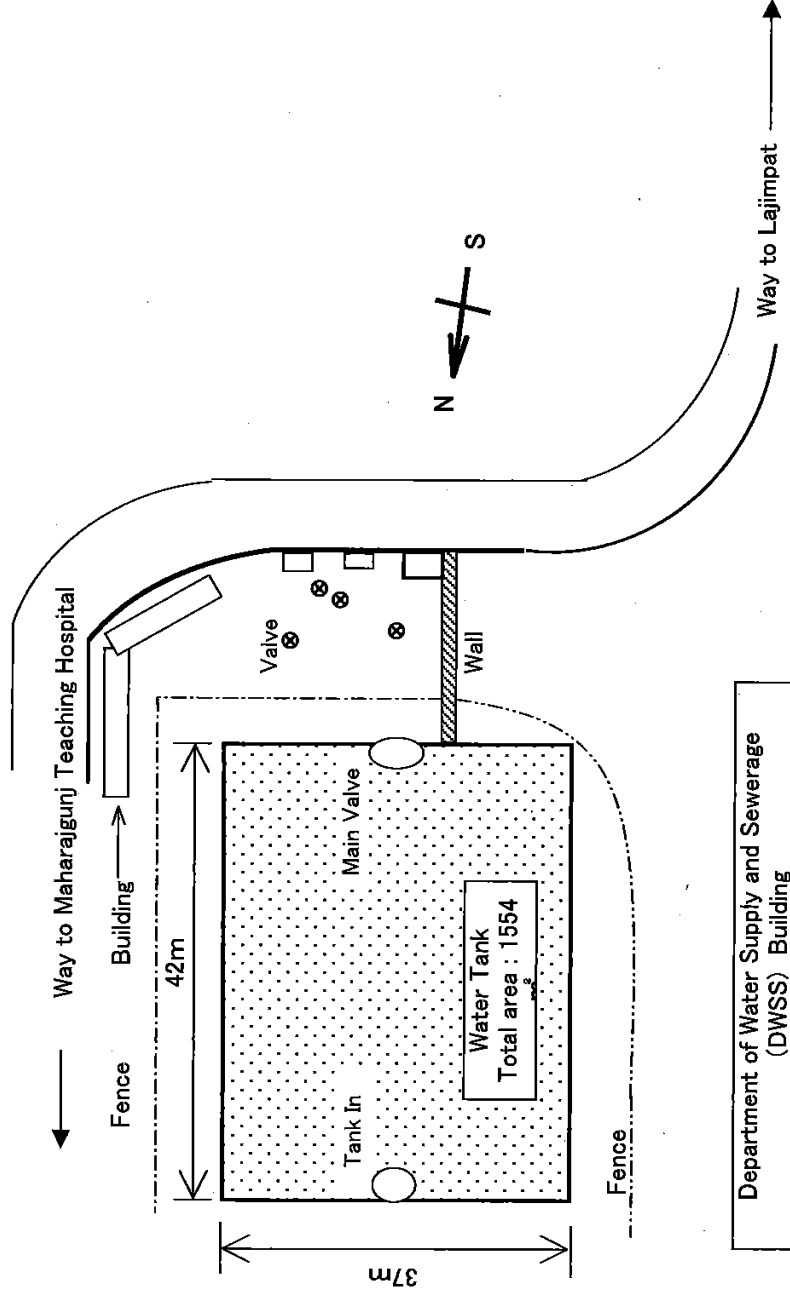 Way to Maharajgunj Teaching Hospital
Fence
Building
42m
Valve
N
S
Tank In
Main Valve
Wall
Water Tank
Total area : 1554
m²
37m
Fence
Way to Lajimpat
Department of Water Supply and Sewerage
(DWSS) Building